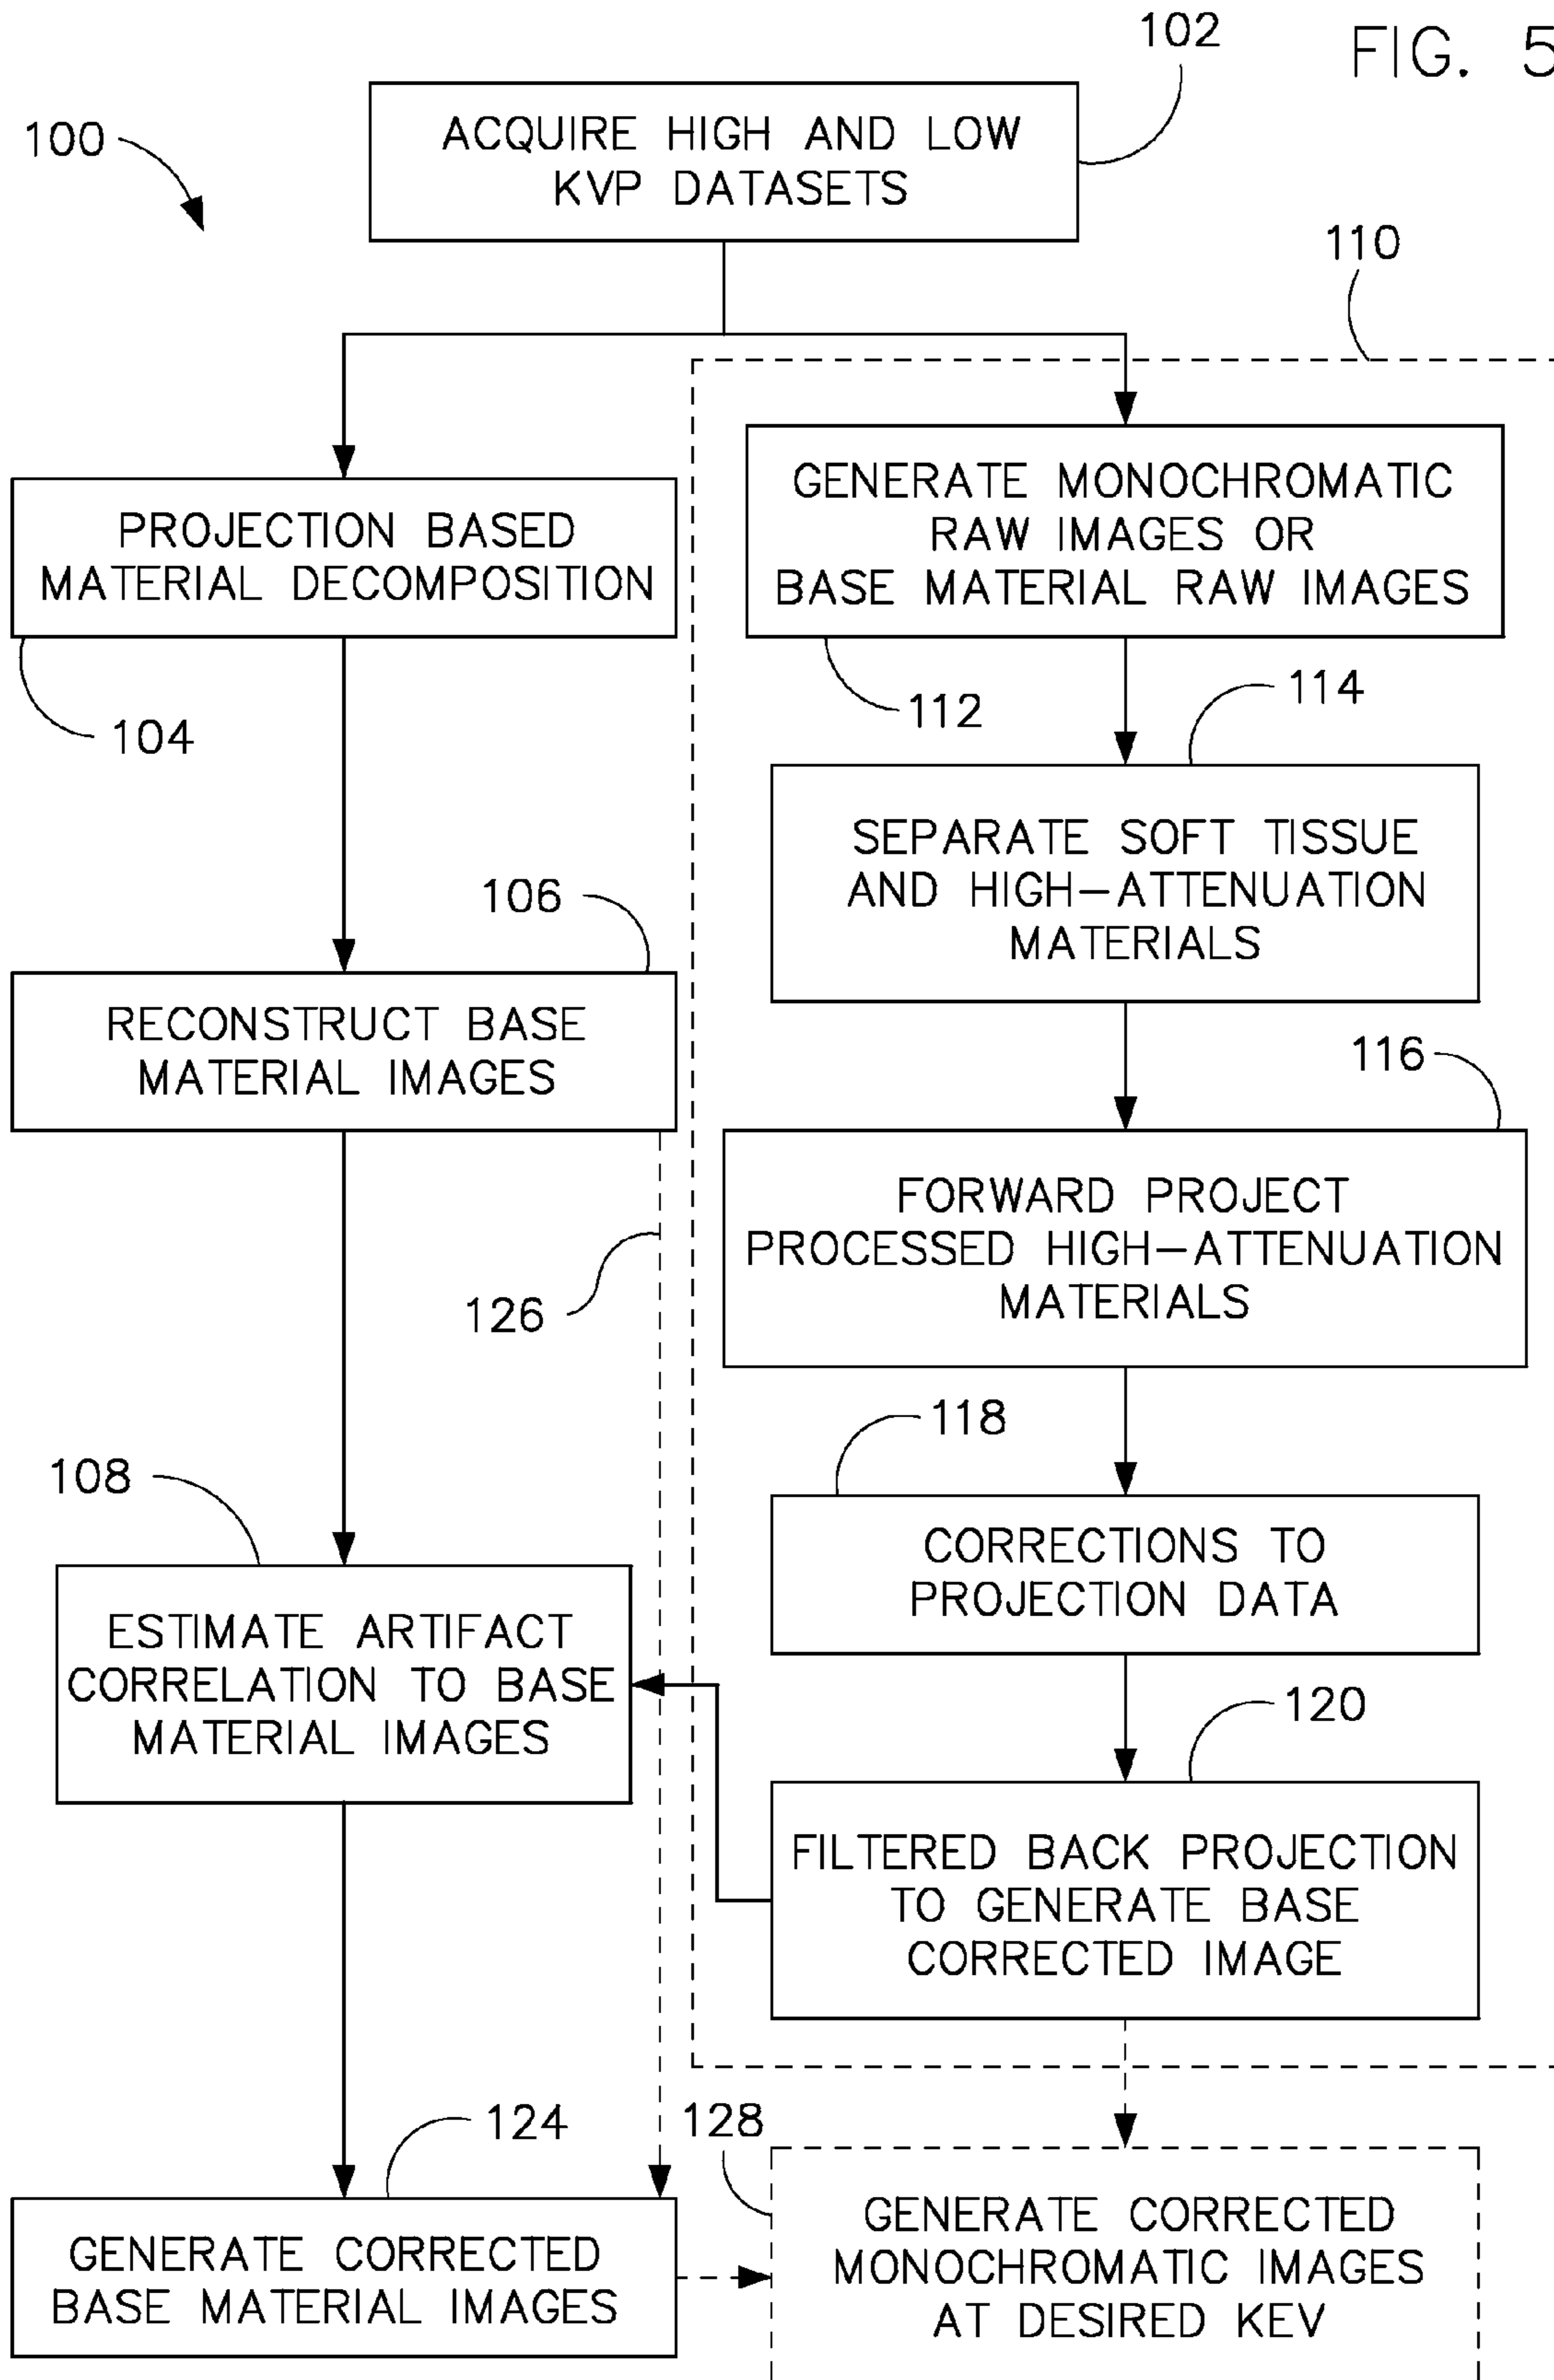 FIG. 5
102
100
ACQUIRE HIGH AND LOW
KVP DATASETS
110
PROJECTION BASED
MATERIAL DECOMPOSITION
104
GENERATE MONOCHROMATIC
RAW IMAGES OR
BASE MATERIAL RAW IMAGES
112
114
SEPARATE SOFT TISSUE
AND HIGH-ATTENUATION
MATERIALS
106
RECONSTRUCT BASE
MATERIAL IMAGES
116
FORWARD PROJECT
PROCESSED HIGH-ATTENUATION
MATERIALS
126
118
CORRECTIONS TO
PROJECTION DATA
108
ESTIMATE ARTIFACT
CORRELATION TO BASE
MATERIAL IMAGES
120
FILTERED BACK PROJECTION
TO GENERATE BASE
CORRECTED IMAGE
124
GENERATE CORRECTED
BASE MATERIAL IMAGES
128
GENERATE CORRECTED
MONOCHROMATIC IMAGES
AT DESIRED KEV